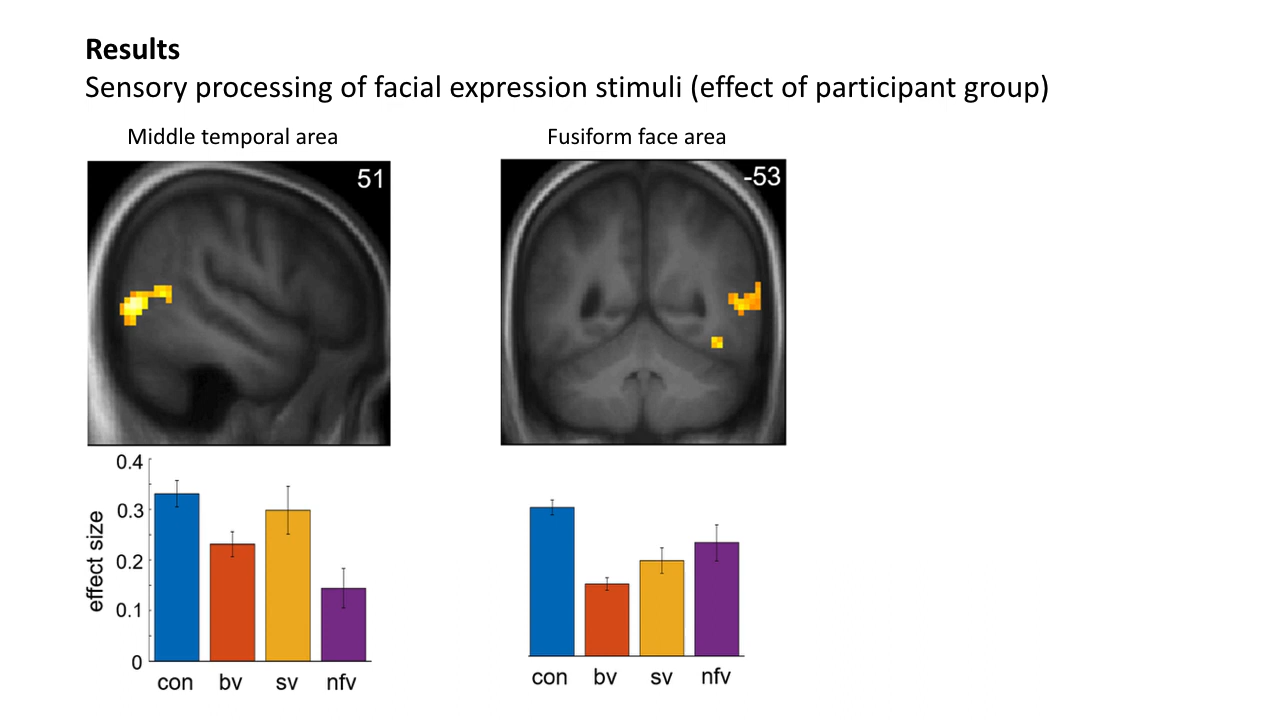 Results
Sensory processing of facial expression stimuli (effect of participant group)
Middle temporal area
51
effect size
0.4
0.3
0.2
0.1
0
con bv sv nfv
Fusiform face area
-53
con bv sv nfv